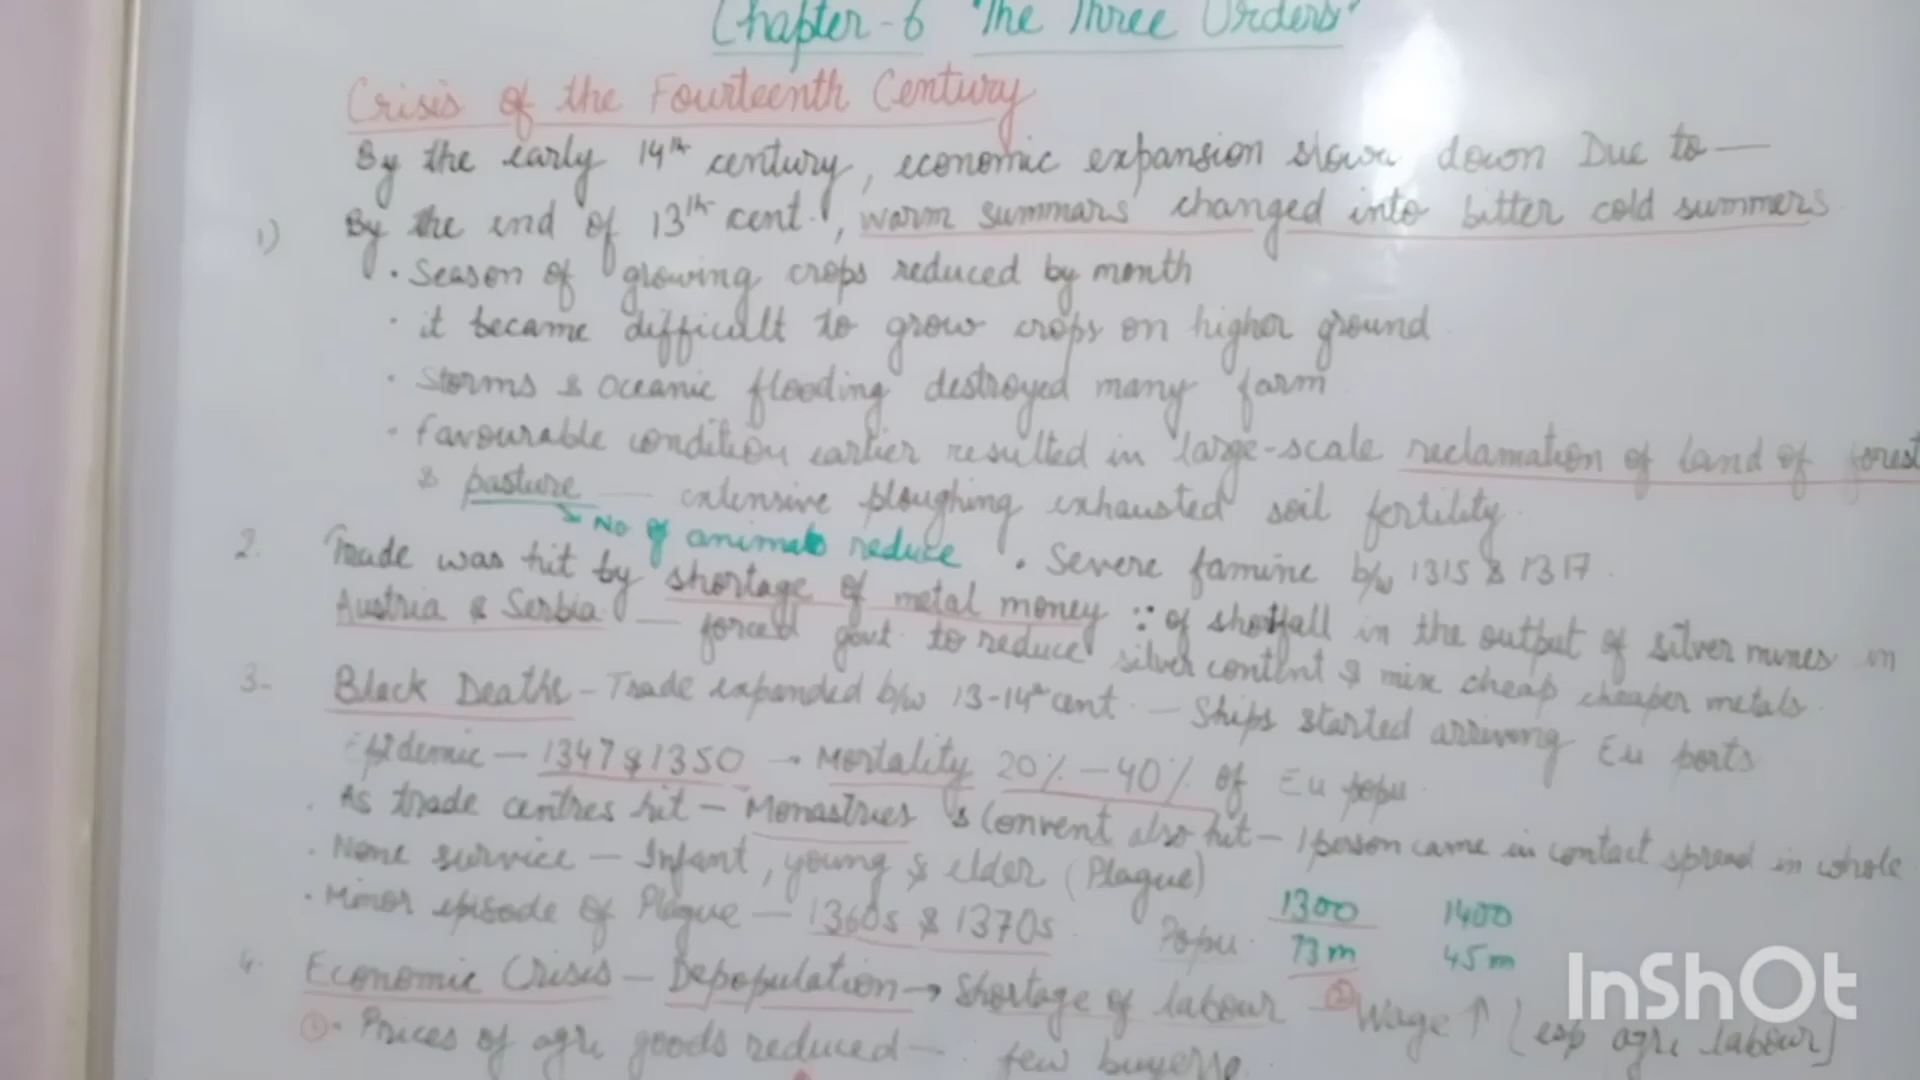 Chapter-6 "The Three Orders"
Crisis of the Fourteenth Century
By the early 14th century, economic expansion slow down Due to —
1) By the end of 13th cent., warm summars changed into bitter cold summers
• Season of growing crops reduced by month
• it became difficult to grow crops on higher ground
• Storms & Oceanic flooding destroyed many farm
• favourable condition earlier resulted in large-scale reclamation of land of forest
& pasture — extensive ploughing exhausted soil fertility
→ No of animals reduce • Severe famine b/w 1315 & 1317.
2. Trade was hit by shortage of metal money ∵ of shortfall in the output of silver mines in
Austria & Serbia — forced govt. to reduce silver content & mix cheap cheaper metals.
3- Black Deaths - Trade expanded b/w 13-14th cent. — Ships started arriving Eu ports
Epidemic — 1347 & 1350 → Mortality 20% - 40% of Eu popu.
• As trade centres hit — Monastries & Convent also hit — 1 person came in contact spread in whole
• None survive — Infant, young & elder (Plague)
• Minor episode of Plague — 1360s & 1370s
1300 1400
Popu. 73m 45m
4. Economic Crisis — Depopulation → Shortage of labour — ② Wage ↑ [esp agri labour]
① • Prices of agri goods reduced — few buyers
InShOt